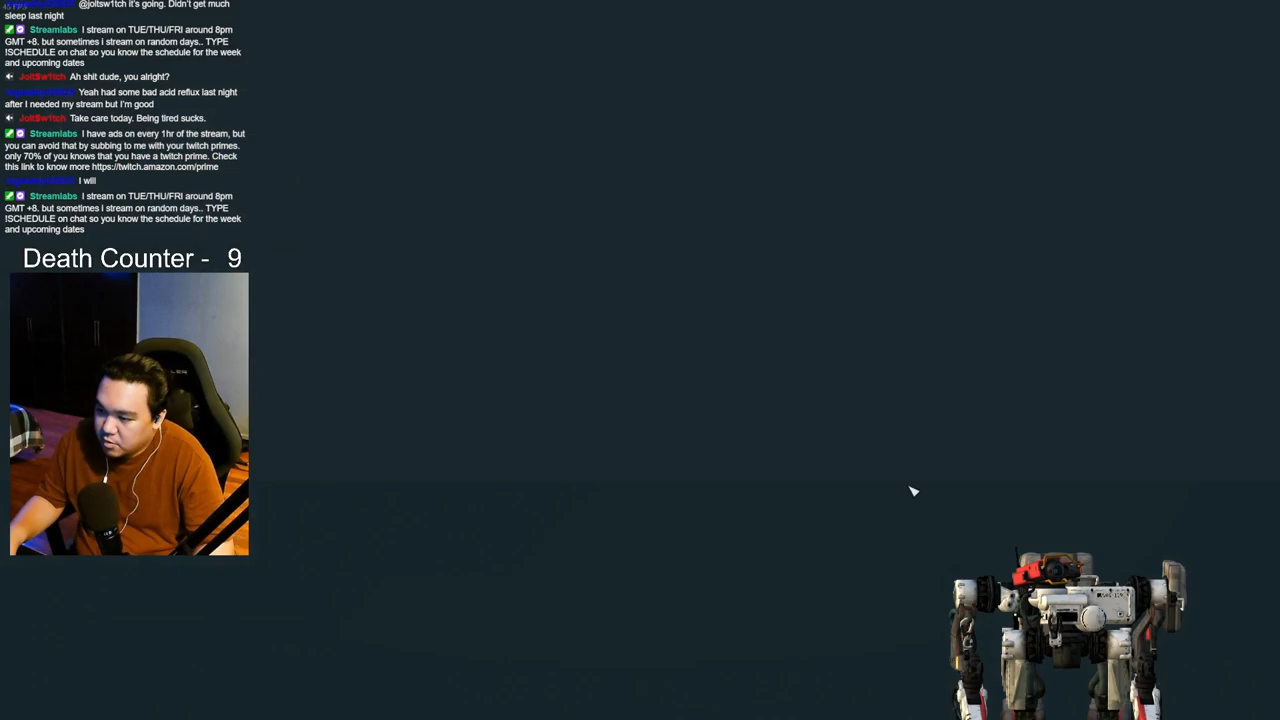 45 FPS
@joltsw1tch it's going. Didn't get much
sleep last night
Streamlabs I stream on TUE/THU/FRI around 8pm
GMT +8. but sometimes i stream on random days.. TYPE
!SCHEDULE on chat so you know the schedule for the week
and upcoming dates
JoltSw1tch Ah shit dude, you alright?
Yeah had some bad acid reflux last night
after I needed my stream but I'm good
JoltSw1tch Take care today. Being tired sucks.
Streamlabs I have ads on every 1hr of the stream, but
you can avoid that by subbing to me with your twitch primes.
only 70% of you knows that you have a twitch prime. Check
this link to know more https://twitch.amazon.com/prime
I will
Streamlabs I stream on TUE/THU/FRI around 8pm
GMT +8. but sometimes i stream on random days.. TYPE
!SCHEDULE on chat so you know the schedule for the week
and upcoming dates
Death Counter - 9